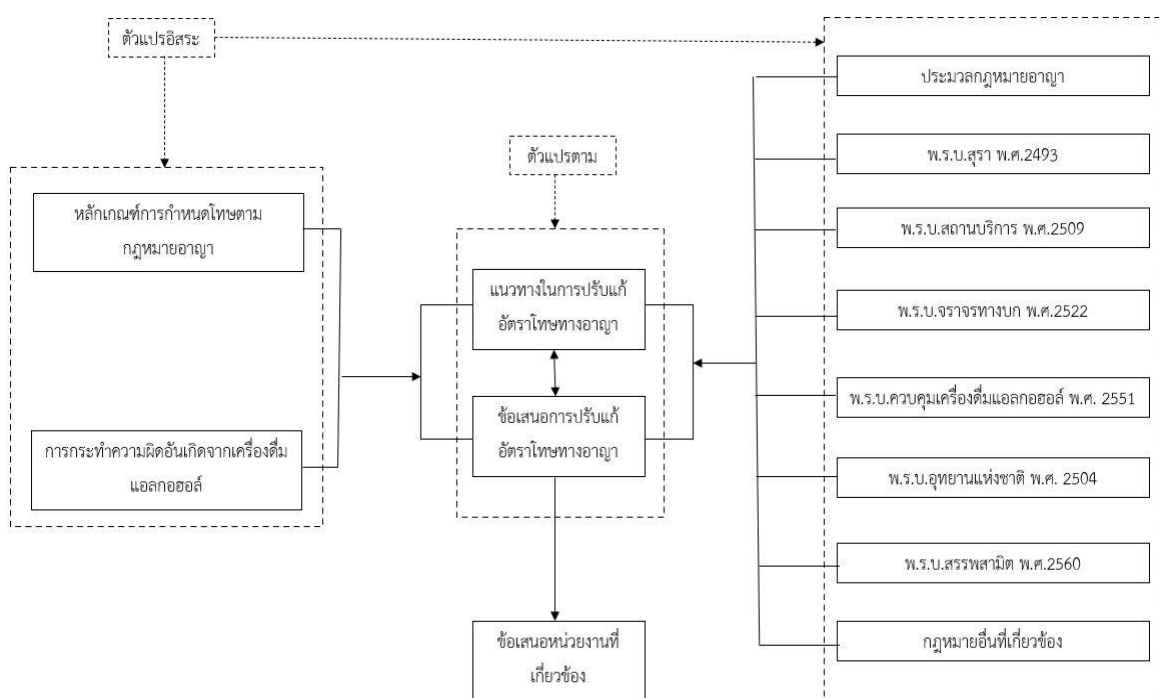 ตัวแปรอิสระ
ตัวแปรตาม
หลักเกณฑ์การกำหนดโทษตาม
กฎหมายอาญา
การกระทำความผิดอันเกิดจากเครื่องดื่ม
แอลกอฮอล์
แนวทางในการปรับแก้
อัตราโทษทางอาญา
ข้อเสนอการปรับแก้
อัตราโทษทางอาญา
ข้อเสนอหน่วยงานที่
เกี่ยวข้อง
ประมวลกฎหมายอาญา
พ.ร.บ.สุรา พ.ศ.2493
พ.ร.บ.สถานบริการ พ.ศ.2509
พ.ร.บ.จราจรทางบก พ.ศ.2522
พ.ร.บ.ควบคุมเครื่องดื่มแอลกอฮอล์ พ.ศ. 2551
พ.ร.บ.อุทยานแห่งชาติ พ.ศ. 2504
พ.ร.บ.สรรพสามิต พ.ศ.2560
กฎหมายอื่นที่เกี่ยวข้อง